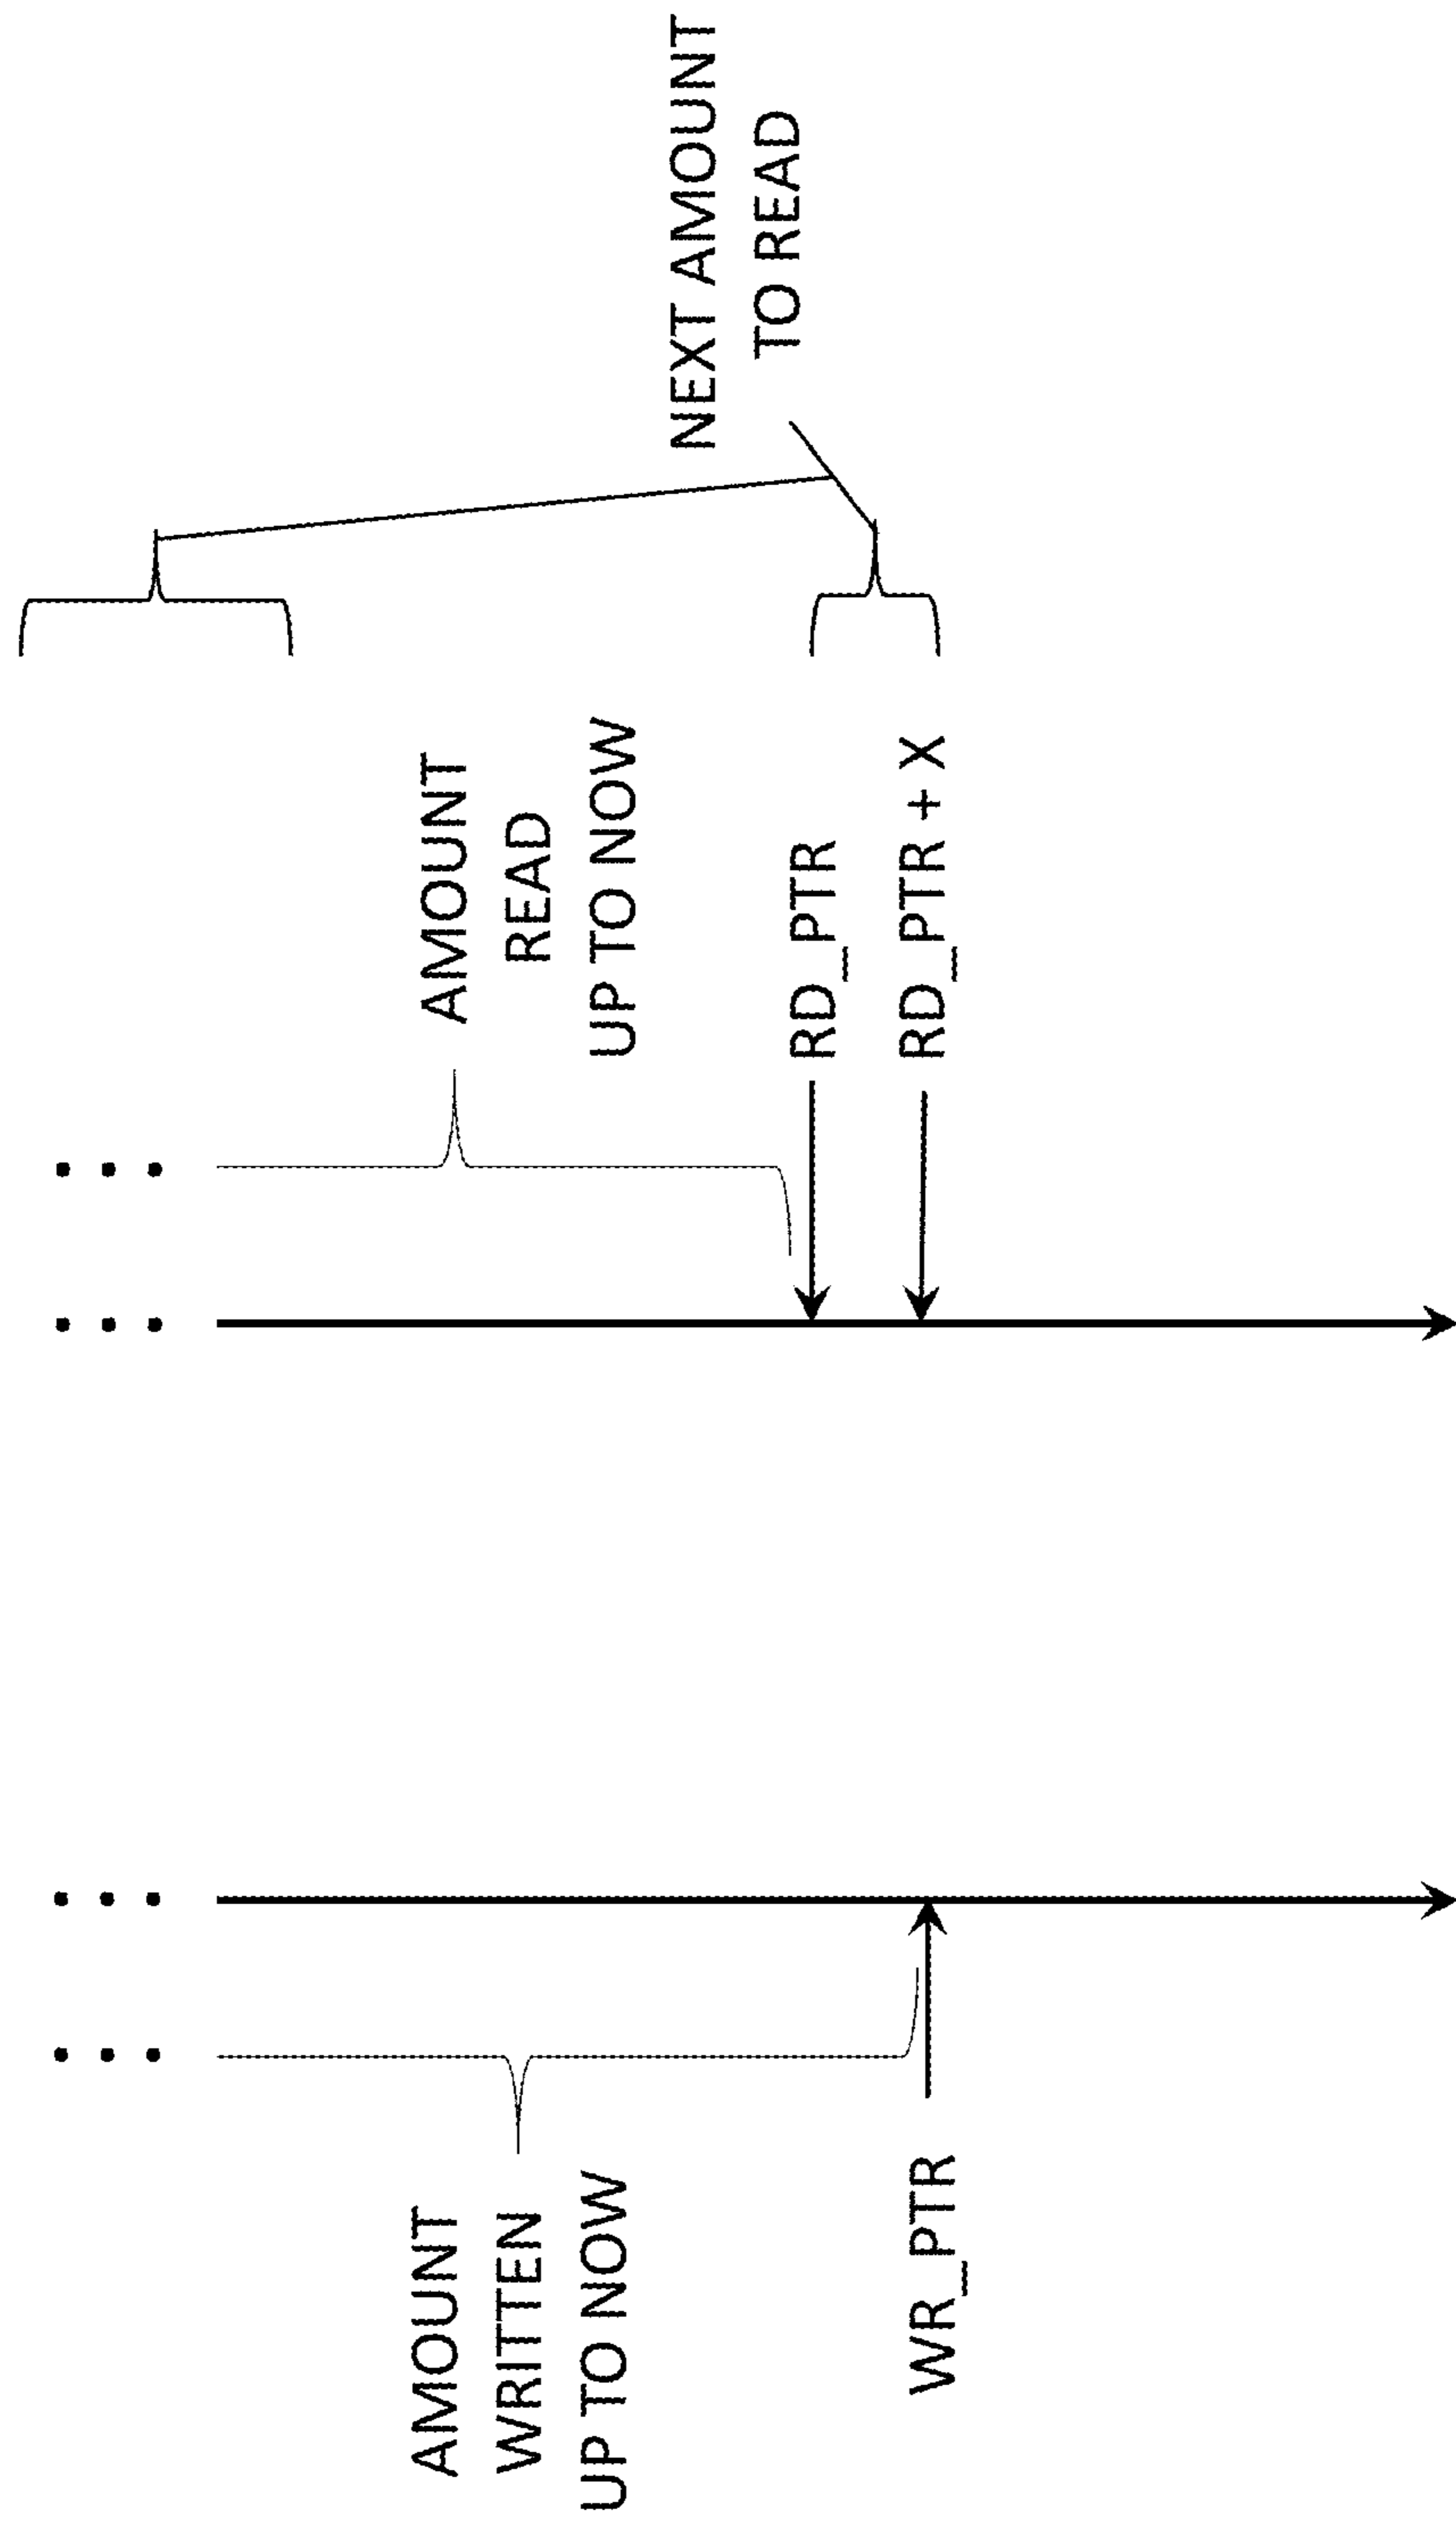 AMOUNT
WRITTEN
UP TO NOW
WR_PTR
AMOUNT
READ
UP TO NOW
RD_PTR
RD_PTR + X
NEXT AMOUNT
TO READ